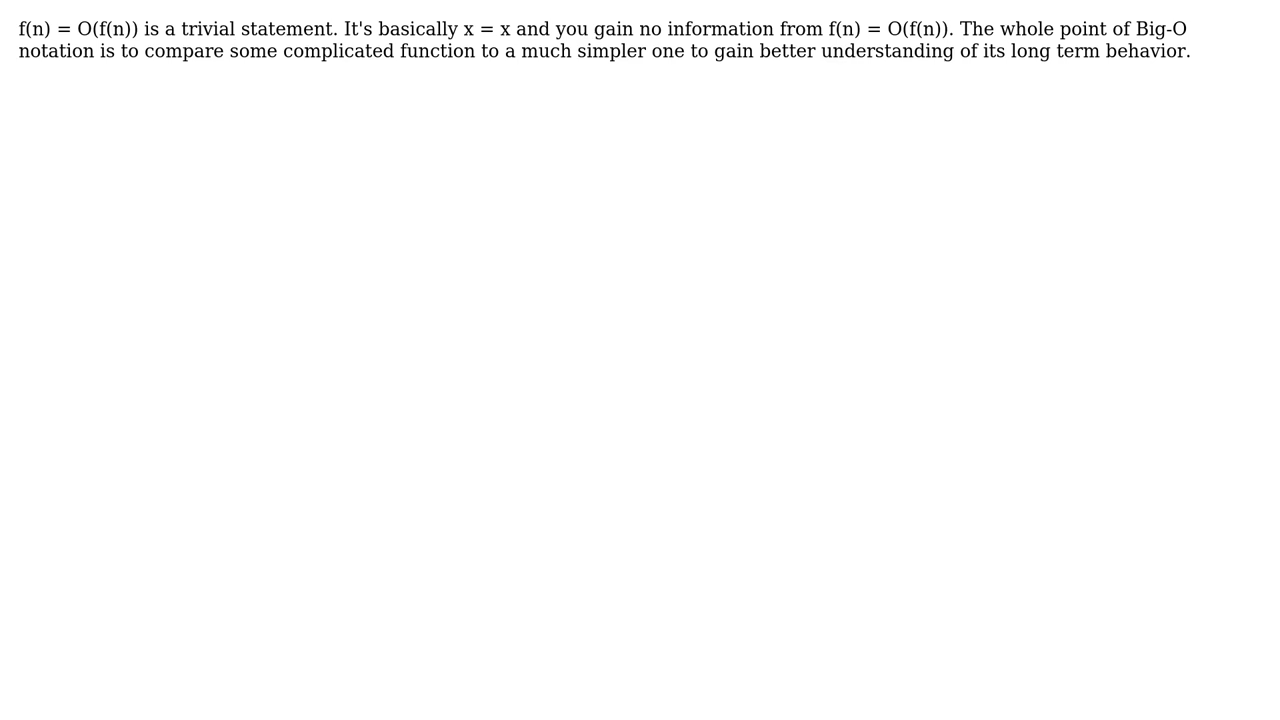 f(n) = O(f(n)) is a trivial statement. It's basically x = x and you gain no information from f(n) = O(f(n)). The whole point of Big-O
notation is to compare some complicated function to a much simpler one to gain better understanding of its long term behavior.